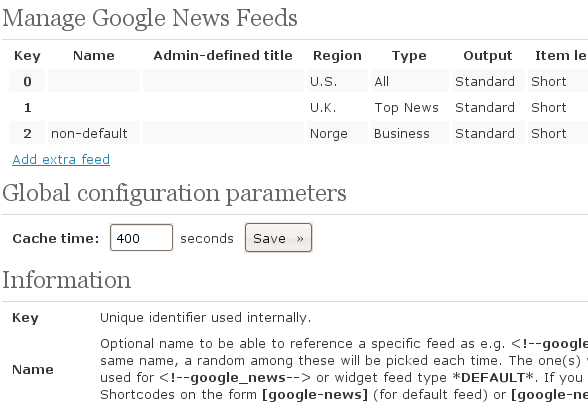 Manage Google News Feeds
Key Name Admin-defined title Region Type Output Item le
0 U.S. All Standard Short
1 U.K. Top News Standard Short
2 non-default Norge Business Standard Short
Add extra feed
Global configuration parameters
Cache time: 400 seconds Save »
Information
Key Unique identifier used internally.
Optional name to be able to reference a specific feed as e.g. <!--google
same name, a random among these will be picked each time. The one(s)
Name
used for <!--google_news--> or widget feed type *DEFAULT*. If you
Shortcodes on the form [google-news] (for default feed) or [google-n